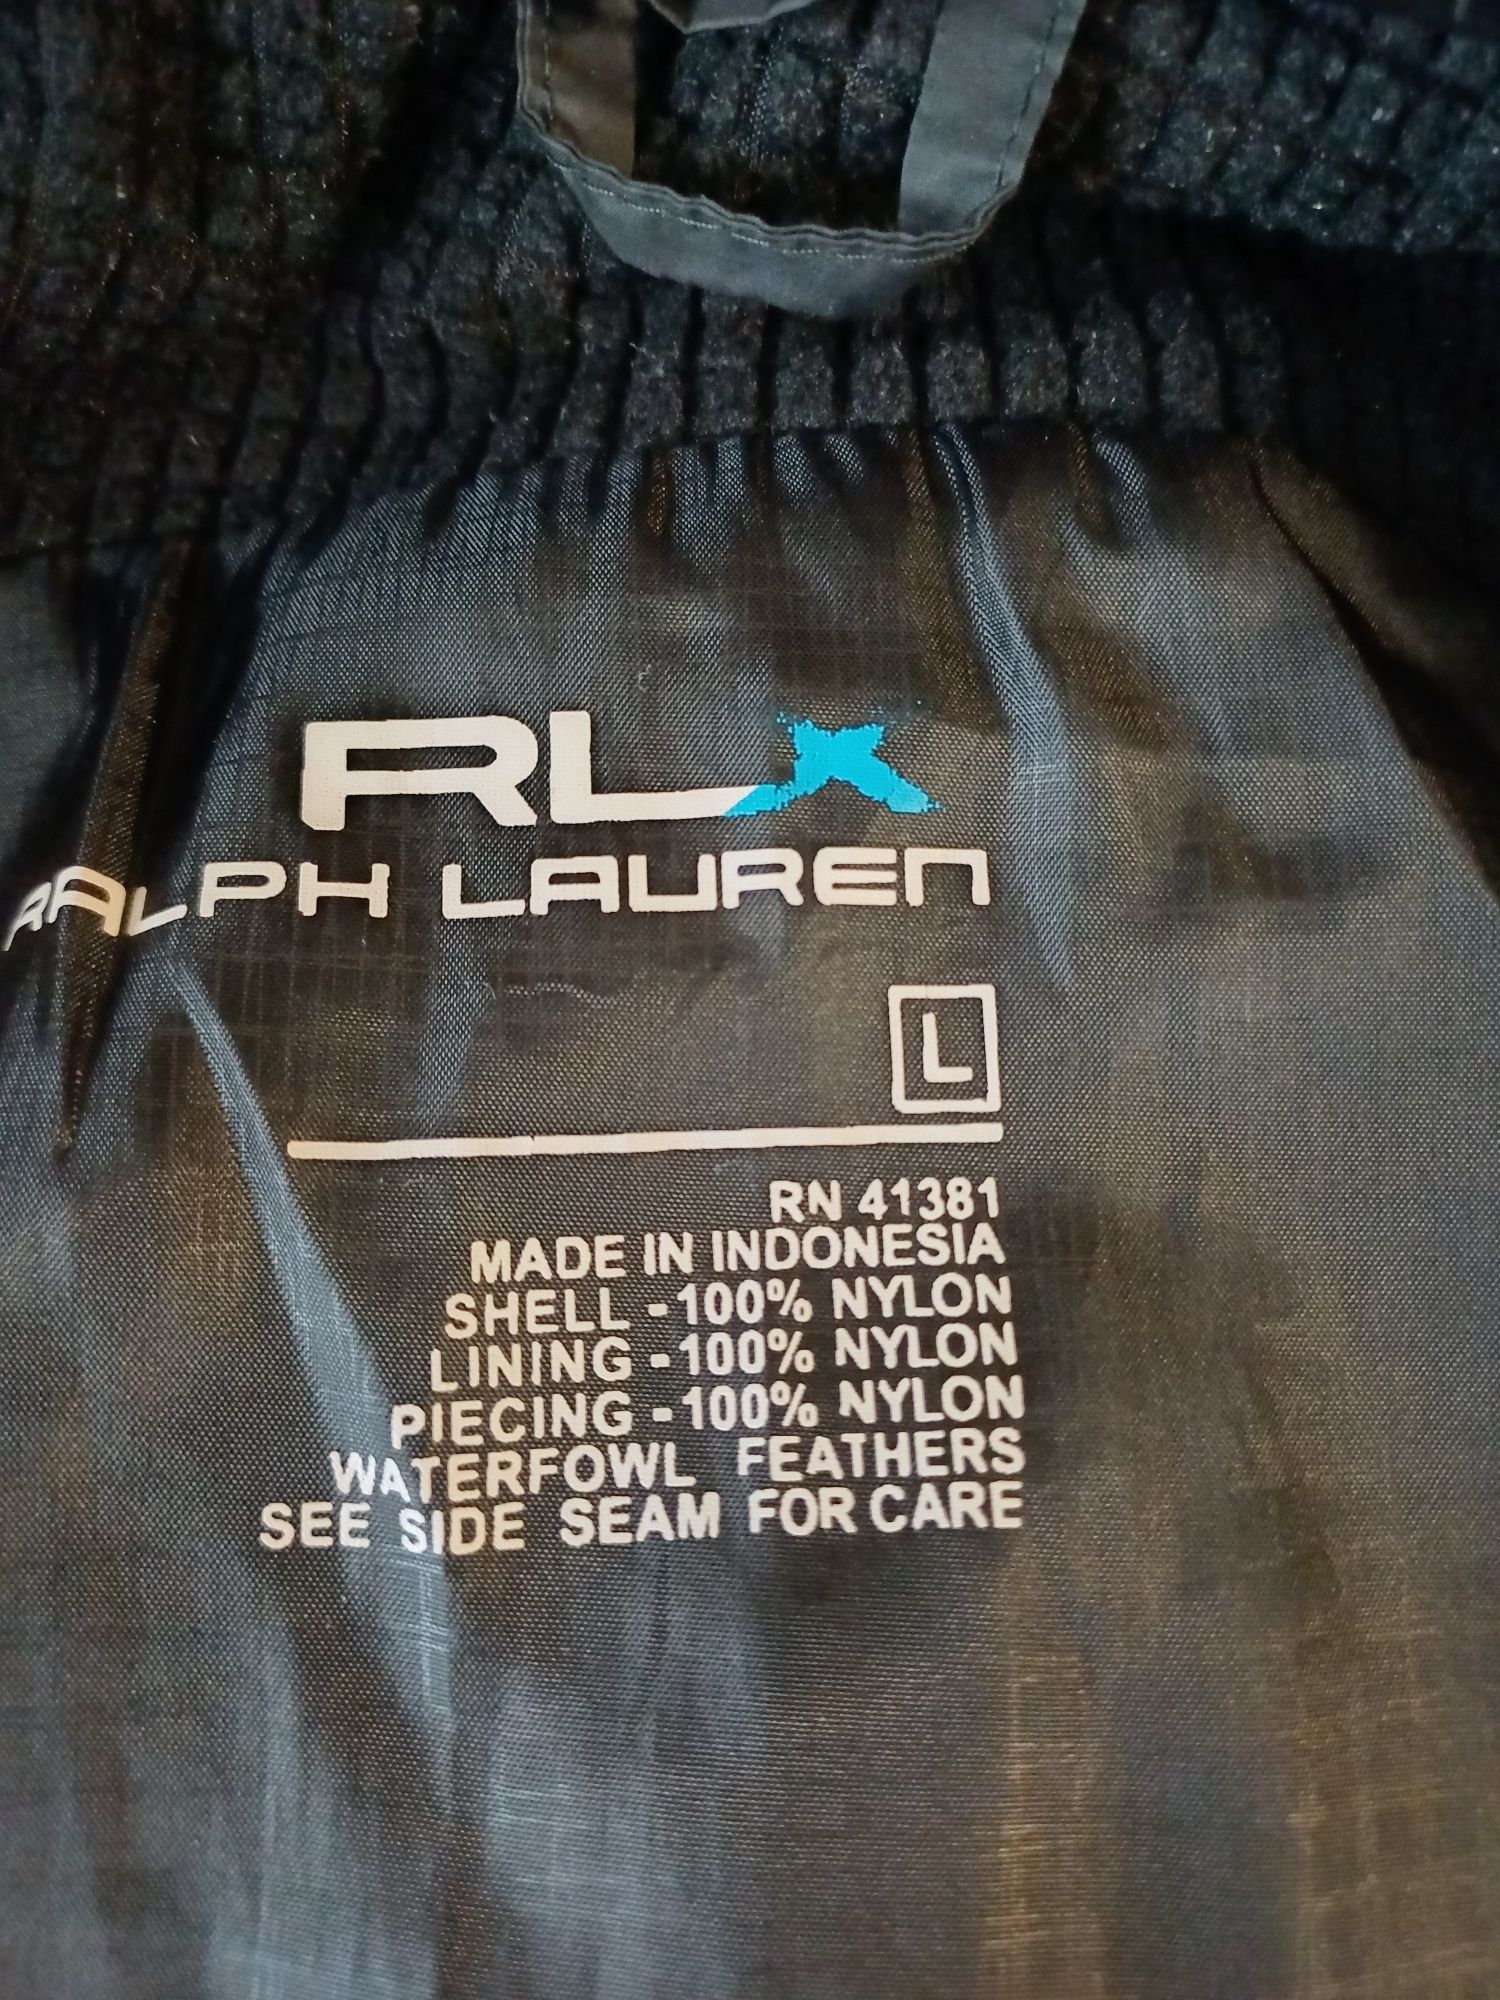 RLX
RALPH LAUREN
L
RN 41381
MADE IN INDONESIA
SHELL -100% NYLON
LINING -100% NYLON
PIECING -100% NYLON
WATERFOWL FEATHERS
SEE SIDE SEAM FOR CARE